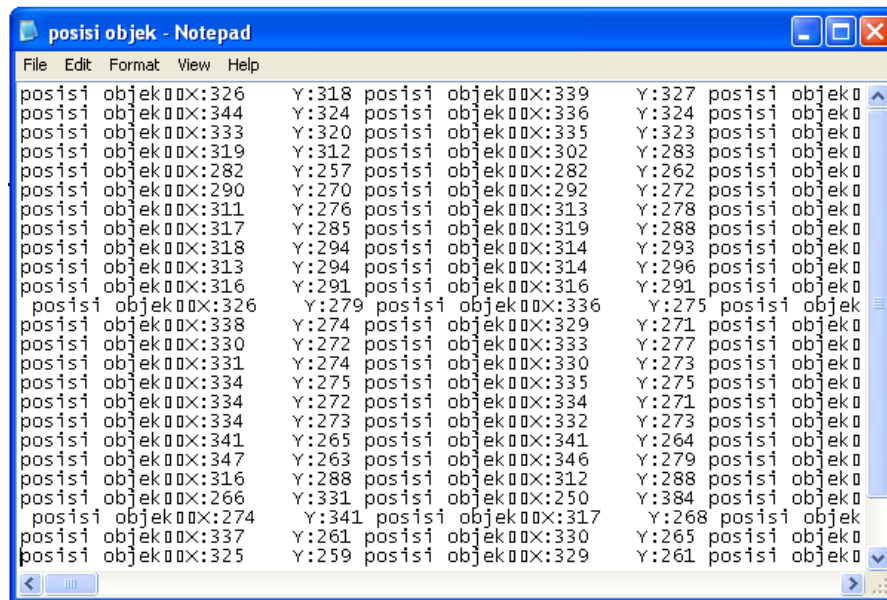 posisi objek - Notepad
File Edit Format View Help
posisi objek▯▯X:326 Y:318 posisi objek▯▯X:339 Y:327 posisi objek▯
posisi objek▯▯X:344 Y:324 posisi objek▯▯X:336 Y:324 posisi objek▯
posisi objek▯▯X:333 Y:320 posisi objek▯▯X:335 Y:323 posisi objek▯
posisi objek▯▯X:319 Y:312 posisi objek▯▯X:302 Y:283 posisi objek▯
posisi objek▯▯X:282 Y:257 posisi objek▯▯X:282 Y:262 posisi objek▯
posisi objek▯▯X:290 Y:270 posisi objek▯▯X:292 Y:272 posisi objek▯
posisi objek▯▯X:311 Y:276 posisi objek▯▯X:313 Y:278 posisi objek▯
posisi objek▯▯X:317 Y:285 posisi objek▯▯X:319 Y:288 posisi objek▯
posisi objek▯▯X:318 Y:294 posisi objek▯▯X:314 Y:293 posisi objek▯
posisi objek▯▯X:313 Y:294 posisi objek▯▯X:314 Y:296 posisi objek▯
posisi objek▯▯X:316 Y:291 posisi objek▯▯X:316 Y:291 posisi objek▯
posisi objek▯▯X:326 Y:279 posisi objek▯▯X:336 Y:275 posisi objek
posisi objek▯▯X:338 Y:274 posisi objek▯▯X:329 Y:271 posisi objek▯
posisi objek▯▯X:330 Y:272 posisi objek▯▯X:333 Y:277 posisi objek▯
posisi objek▯▯X:331 Y:274 posisi objek▯▯X:330 Y:273 posisi objek▯
posisi objek▯▯X:334 Y:275 posisi objek▯▯X:335 Y:275 posisi objek▯
posisi objek▯▯X:334 Y:272 posisi objek▯▯X:334 Y:271 posisi objek▯
posisi objek▯▯X:334 Y:273 posisi objek▯▯X:332 Y:273 posisi objek▯
posisi objek▯▯X:341 Y:265 posisi objek▯▯X:341 Y:264 posisi objek▯
posisi objek▯▯X:347 Y:263 posisi objek▯▯X:346 Y:279 posisi objek▯
posisi objek▯▯X:316 Y:288 posisi objek▯▯X:312 Y:288 posisi objek▯
posisi objek▯▯X:266 Y:331 posisi objek▯▯X:250 Y:384 posisi objek▯
posisi objek▯▯X:274 Y:341 posisi objek▯▯X:317 Y:268 posisi objek
posisi objek▯▯X:337 Y:261 posisi objek▯▯X:330 Y:265 posisi objek▯
posisi objek▯▯X:325 Y:259 posisi objek▯▯X:329 Y:261 posisi objek▯